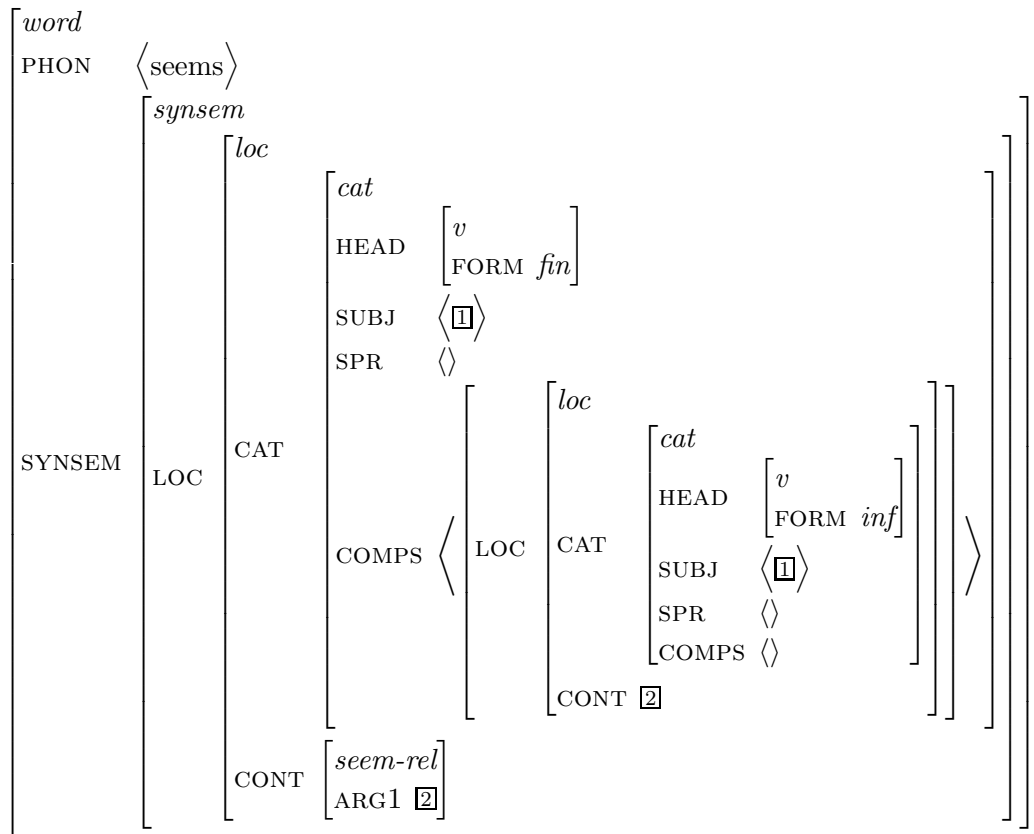 word
PHON ⟨seems⟩
synsem
loc
cat
HEAD v
FORM fin
SUBJ ⟨1⟩
SPR ⟨⟩
loc
cat
SYNSEM LOC CAT HEAD v
FORM inf
COMPS ⟨LOC CAT SUBJ ⟨1⟩⟩
SPR ⟨⟩
COMPS ⟨⟩
CONT 2
CONT seem-rel
ARG1 2